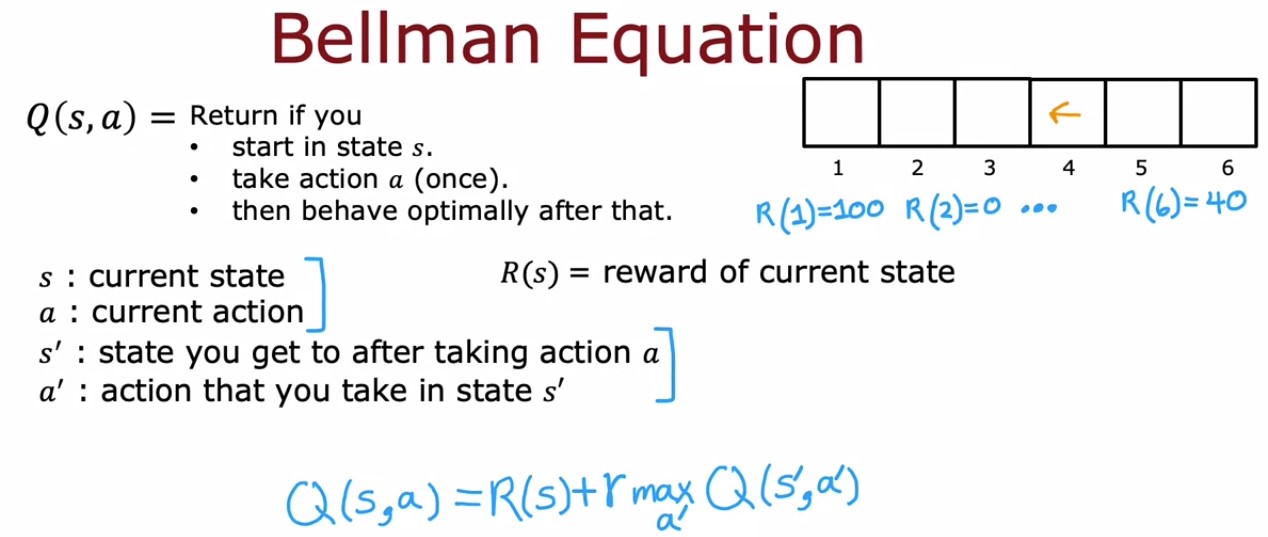 Bellman Equation
Q(s, a) = Return if you
• start in state s.
• take action a (once).
• then behave optimally after that.
←
1 2 3 4 5 6
R(1)=100 R(2)=0 ... R(6)=40
s : current state
a : current action
R(s) = reward of current state
s′ : state you get to after taking action a
a′ : action that you take in state s′
Q(s,a) = R(s)+γ max Q(s′,a′)
a′